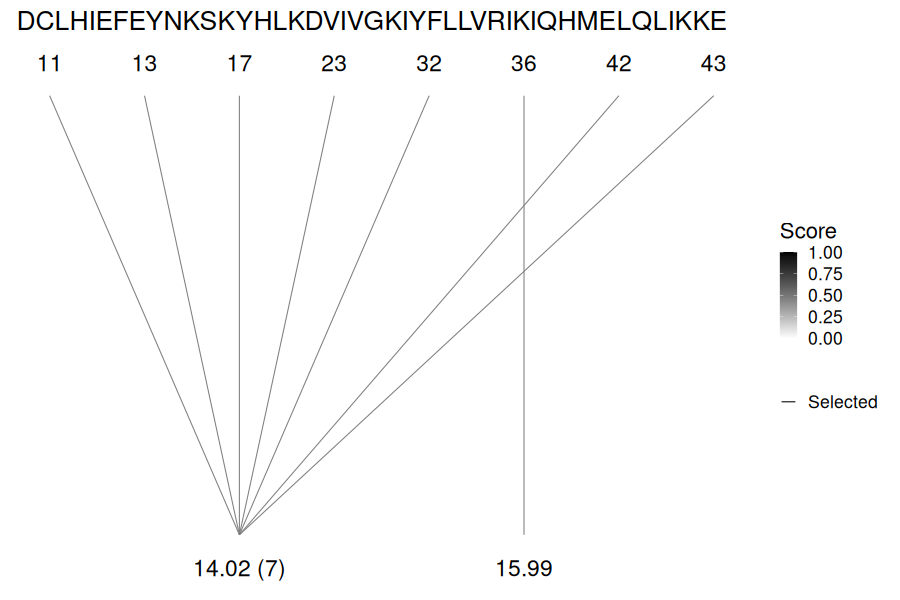 DCLHIEFEYNKSKYHLKDVIVGKIYFLLVRIKIQHMELQLIKKE
11 13 17 23 32 36 42 43
Score
1.00
0.75
0.50
0.25
0.00
Selected
14.02 (7) 15.99